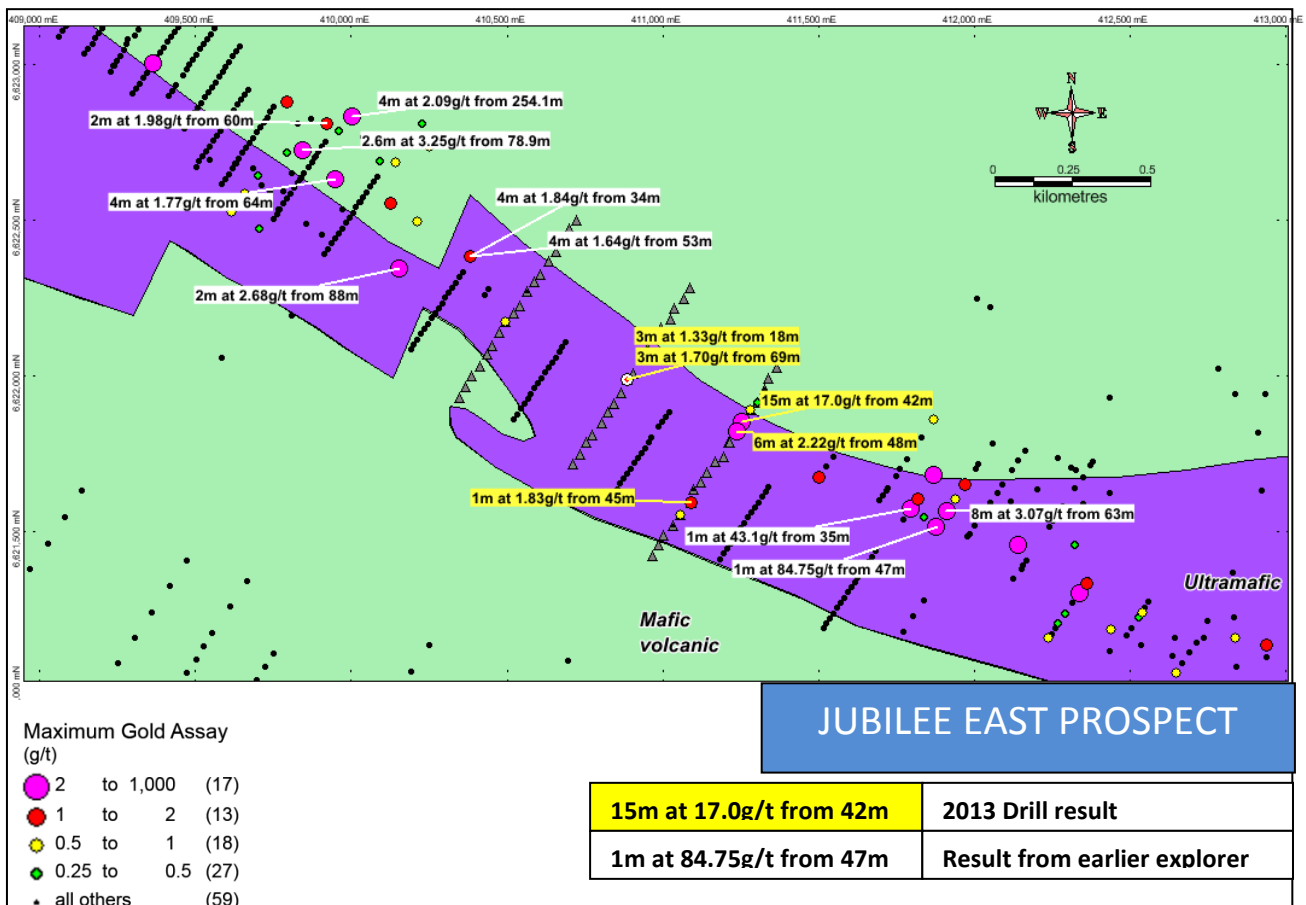 409,000 mE 409,500 mE 410,000 mE 410,500 mE 411,000 mE 411,500 mE 412,000 mE 412,500 mE 413,000 mE
6,623,000 mN
6,622,500 mN
6,622,000 mN
6,621,500 mN
,000 mN
N
W E
S
0 0.25 0.5
kilometres
4m at 2.09g/t from 254.1m
2m at 1.98g/t from 60m
'2.6m at 3.25g/t from 78.9m
4m at 1.77g/t from 64m
4m at 1.84g/t from 34m
4m at 1.64g/t from 53m
2m at 2.68g/t from 88m
3m at 1.33g/t from 18m
3m at 1.70g/t from 69m
15m at 17.0g/t from 42m
6m at 2.22g/t from 48m
1m at 1.83g/t from 45m
8m at 3.07g/t from 63m
1m at 43.1g/t from 35m
1m at 84.75g/t from 47m
Ultramafic
Mafic
volcanic
JUBILEE EAST PROSPECT
Maximum Gold Assay
(g/t)
2 to 1,000 (17)
1 to 2 (13)
0.5 to 1 (18)
0.25 to 0.5 (27)
all others (59)
15m at 17.0g/t from 42m 2013 Drill result
1m at 84.75g/t from 47m Result from earlier explorer